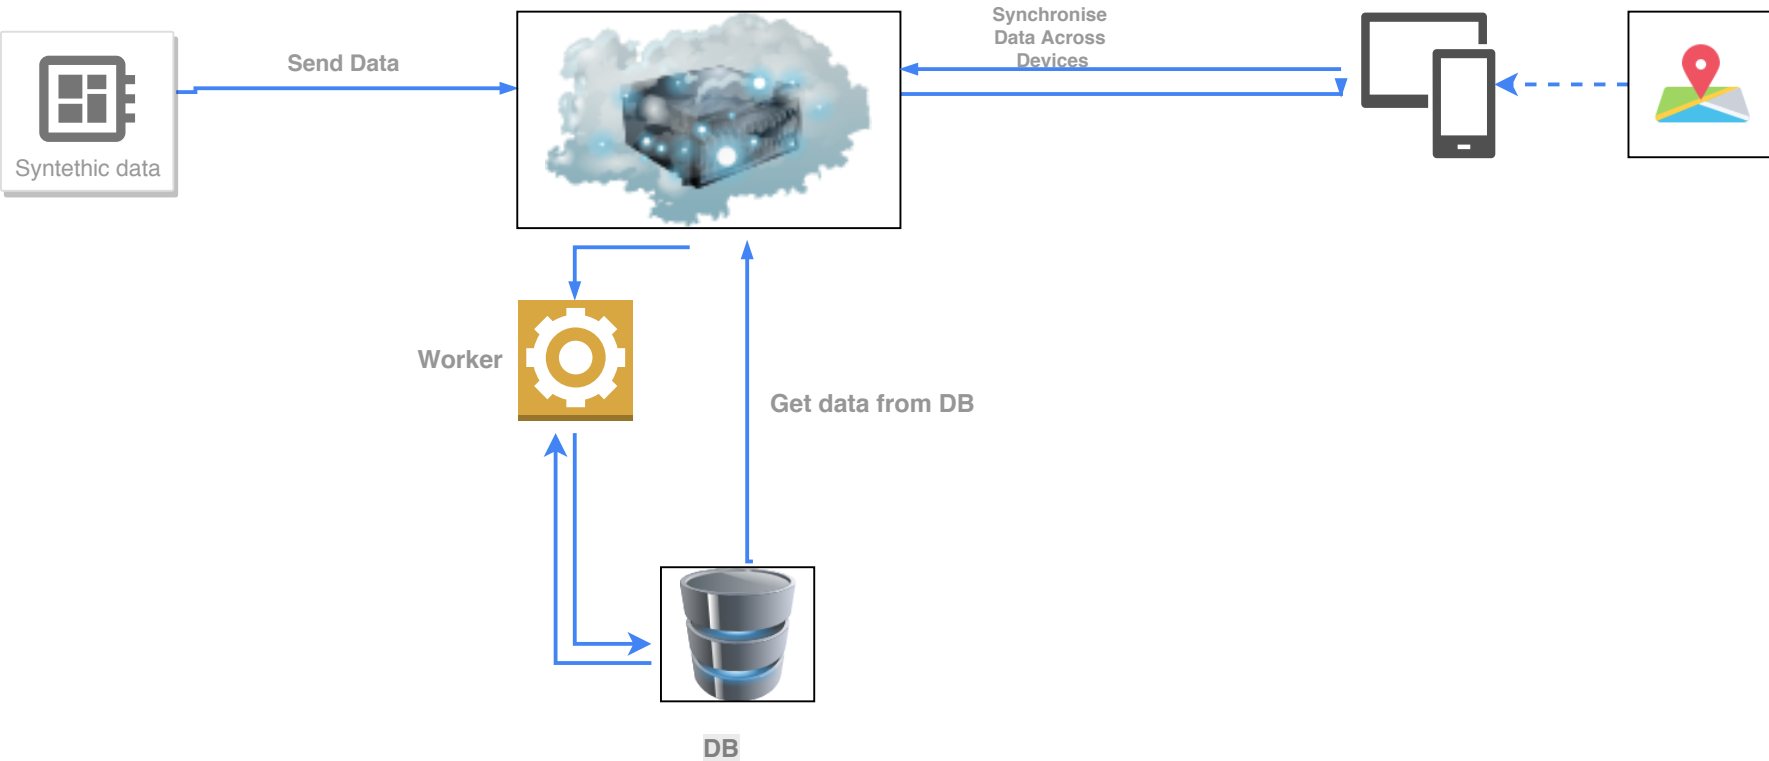 Synchronise
Data Across
Devices
Send Data
Syntethic data
Worker
Get data from DB
DB